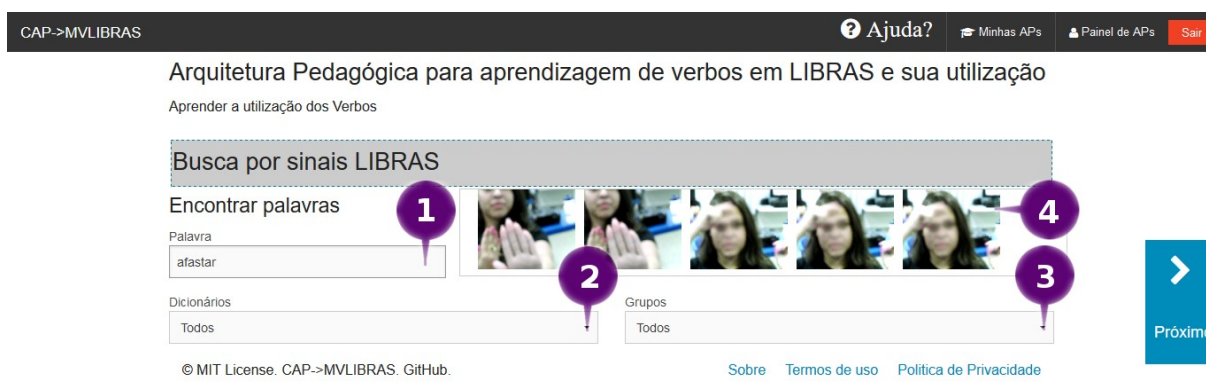 CAP->MVLIBRAS
? Ajuda?
Minhas APs
Painel de APs
Sair
Arquitetura Pedagógica para aprendizagem de verbos em LIBRAS e sua utilização
Aprender a utilização dos Verbos
Busca por sinais LIBRAS
Encontrar palavras
1
4
Palavra
afastar
2
3
Dicionários
Grupos
Todos
Todos
Próximo
© MIT License. CAP->MVLIBRAS. GitHub.
Sobre
Termos de uso
Politica de Privacidade